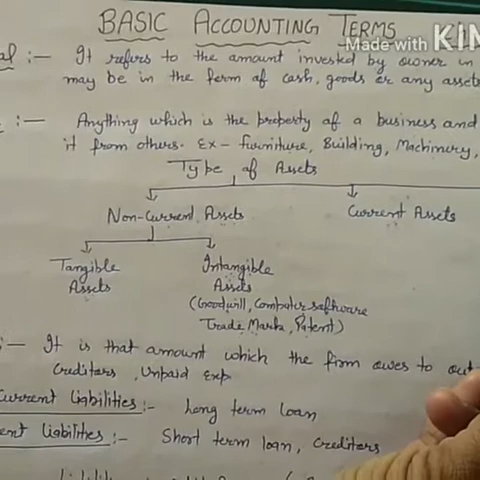 BASIC ACCOUNTING TERMS
Made with KIN
al :- It refers to the amount invested by owner in
may be in the form of cash, goods or any assets
:- Anything which is the property of a business and
it from others. Ex- Furniture, Building, Machinery,
Type of Assets
Non-Current Assets Current Assets
Tangible Intangible
Assets Assets
(Goodwill, Computer software
Trade Mark, Patent)
:- It is that amount which the firm owes to out
Creditors, Unpaid Exp
Current Liabilities :- Long term loan
ent Liabilities :- Short term loan, Creditors